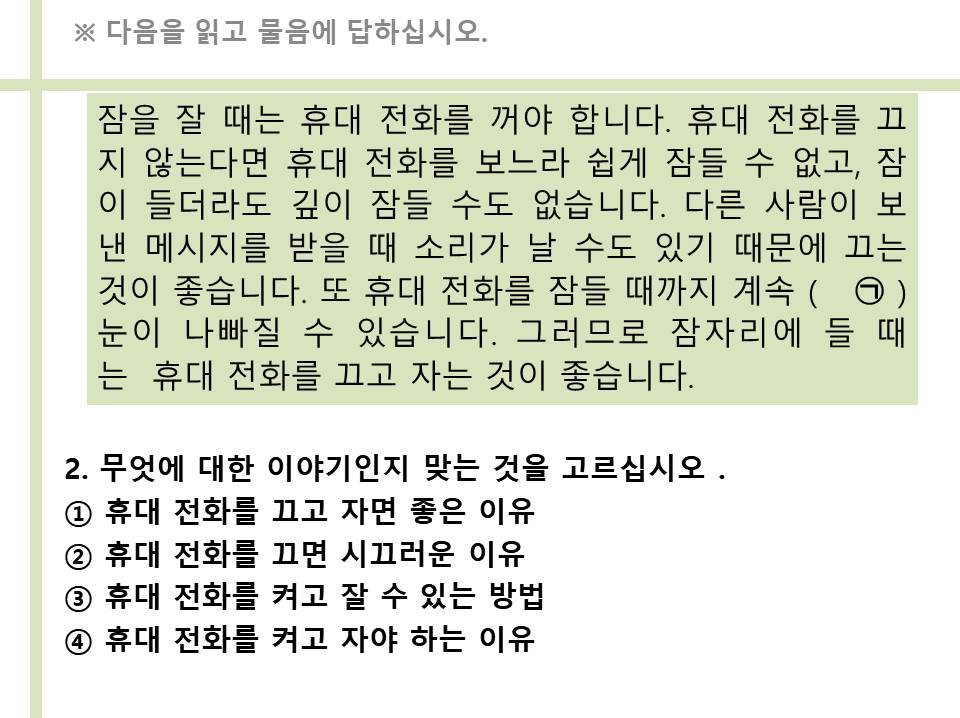 ※ 다음을 읽고 물음에 답하십시오.
잠을 잘 때는 휴대 전화를 꺼야 합니다. 휴대 전화를 끄
지 않는다면 휴대 전화를 보느라 쉽게 잠들 수 없고, 잠
이 들더라도 깊이 잠들 수도 없습니다. 다른 사람이 보
낸 메시지를 받을 때 소리가 날 수도 있기 때문에 끄는
것이 좋습니다. 또 휴대 전화를 잠들 때까지 계속 ( ㉠ )
눈이 나빠질 수 있습니다. 그러므로 잠자리에 들 때
는 휴대 전화를 끄고 자는 것이 좋습니다.
2. 무엇에 대한 이야기인지 맞는 것을 고르십시오 .
① 휴대 전화를 끄고 자면 좋은 이유
② 휴대 전화를 끄면 시끄러운 이유
③ 휴대 전화를 켜고 잘 수 있는 방법
④ 휴대 전화를 켜고 자야 하는 이유